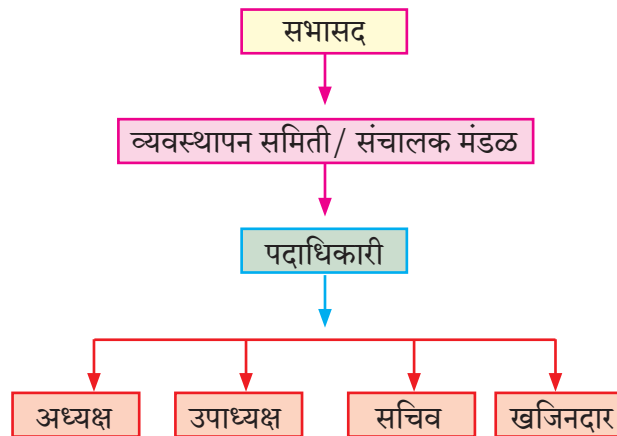 सभासद
व्यवस्थापन समिती/ संचालक मंडळ
पदाधिकारी
अध्यक्ष उपाध्यक्ष सचिव खजिनदार